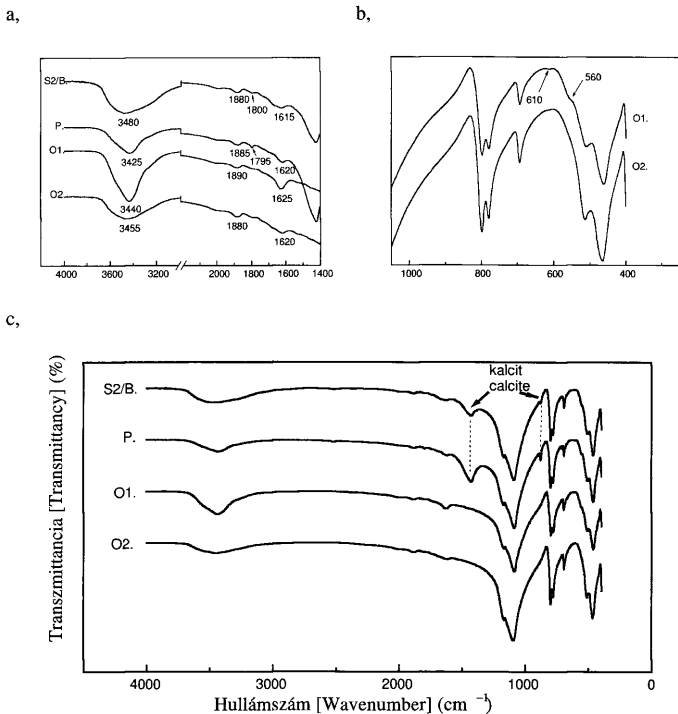 a,
S2/B.
P.
O1.
O2.
3480
3425
3440
3455
1880
1800
1615
1885
1795
1620
1890
1625
1880
1620
4000 3600 3200 2000 1800 1600 1400
b,
610
560
O1.
O2.
1000 800 600 400
c,
Transzmittancia [Transmittancy] (%)
kalcit
calcite
S2/B.
P.
O1.
O2.
4000 3000 2000 1000 0
Hullámszám [Wavenumber] (cm ⁻¹)